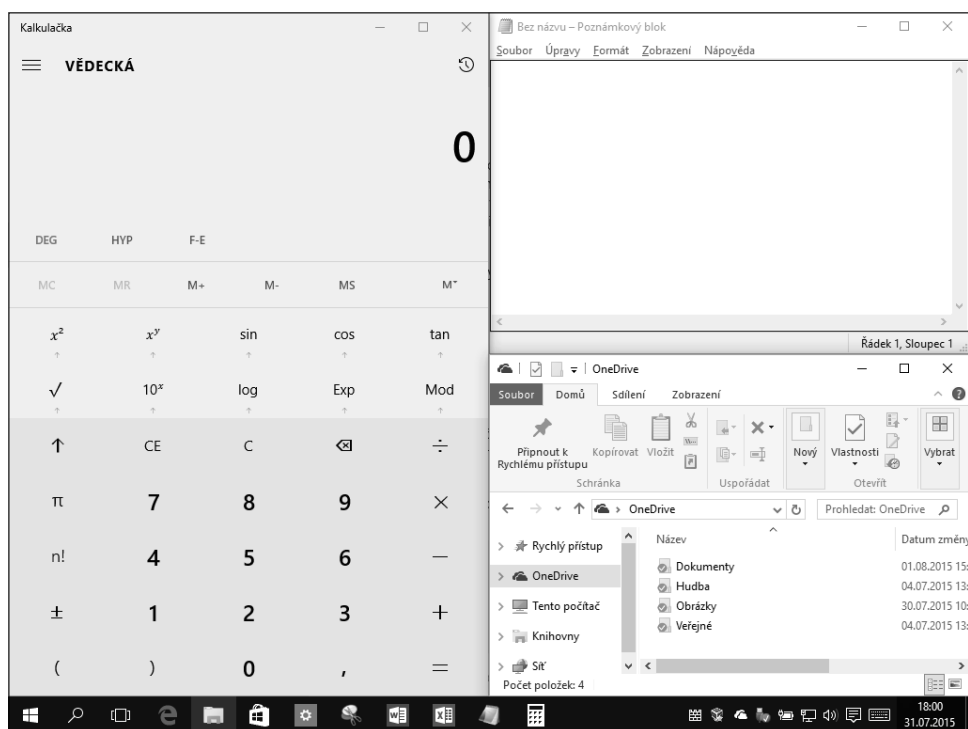 Kalkulačka
VĚDECKÁ
0
DEG HYP F-E
MC MR M+ M- MS M
x² xʸ sin cos tan
√ 10ˣ log Exp Mod
↑ CE C ⌫ ÷
π 7 8 9 ×
n! 4 5 6 −
± 1 2 3 +
( ) 0 , =
Bez názvu – Poznámkový blok
Soubor Úpravy Formát Zobrazení Nápověda
Řádek 1, Sloupec 1
OneDrive
Soubor Domů Sdílení Zobrazení
Připnout k Rychlému přístupu
Kopírovat
Vložit
Nový
Vlastnosti
Vybrat
Schránka Uspořádat Otevřít
OneDrive
Prohledat: OneDrive
Rychlý přístup
OneDrive
Tento počítač
Knihovny
Síť
Název Datum změny
Dokumenty 01.08.2015 15:
Hudba 04.07.2015 13:
Obrázky 30.07.2015 10:
Veřejné 04.07.2015 13:
Počet položek: 4
18:00
31.07.2015